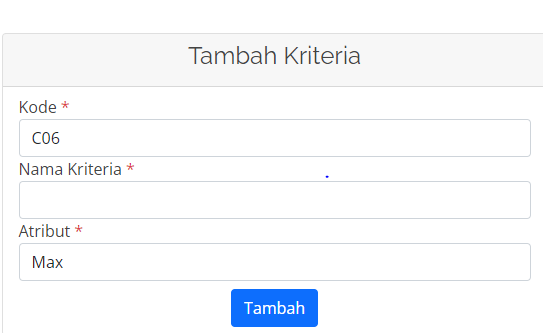 Tambah Kriteria
Kode *
C06
Nama Kriteria *
Atribut *
Max
Tambah